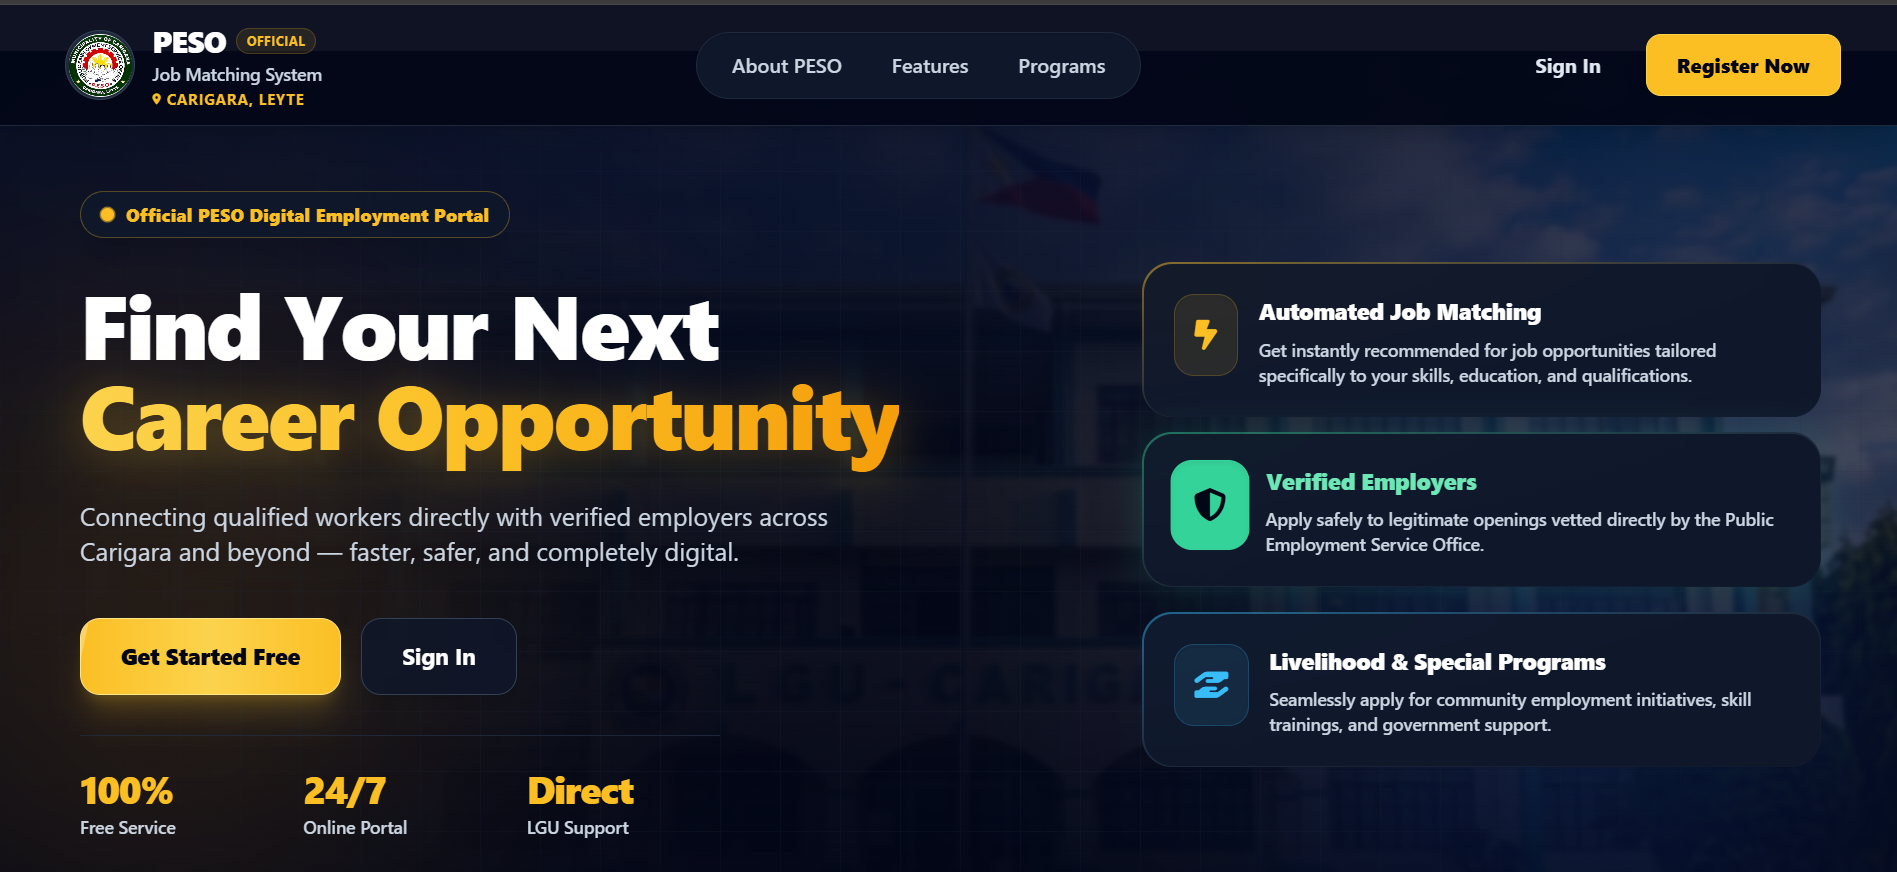 PESO OFFICIAL
Job Matching System
CARIGARA, LEYTE
About PESO
Features
Programs
Sign In
Register Now
Official PESO Digital Employment Portal
Find Your Next
Career Opportunity
Connecting qualified workers directly with verified employers across
Carigara and beyond — faster, safer, and completely digital.
Get Started Free
Sign In
100%
Free Service
24/7
Online Portal
Direct
LGU Support
Automated Job Matching
Get instantly recommended for job opportunities tailored
specifically to your skills, education, and qualifications.
Verified Employers
Apply safely to legitimate openings vetted directly by the Public
Employment Service Office.
Livelihood & Special Programs
Seamlessly apply for community employment initiatives, skill
trainings, and government support.
LGU - CARIGA